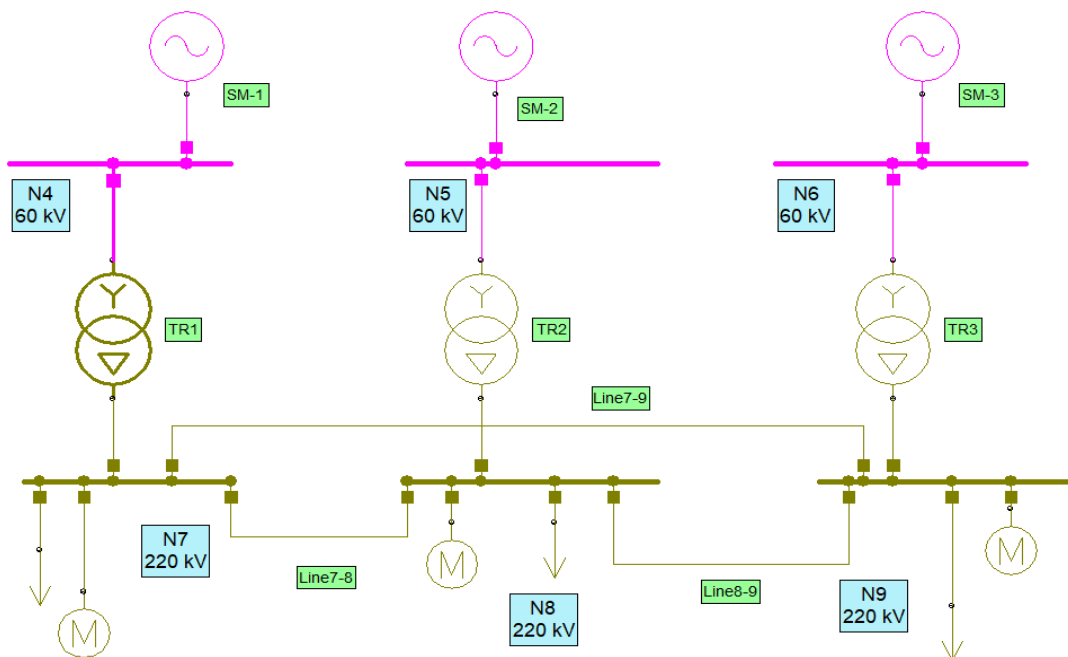 SM-1
SM-2
SM-3
N4
60 kV
N5
60 kV
N6
60 kV
TR1
TR2
TR3
Line7-9
N7
220 kV
Line7-8
M
M
N8
220 kV
Line8-9
N9
220 kV
M